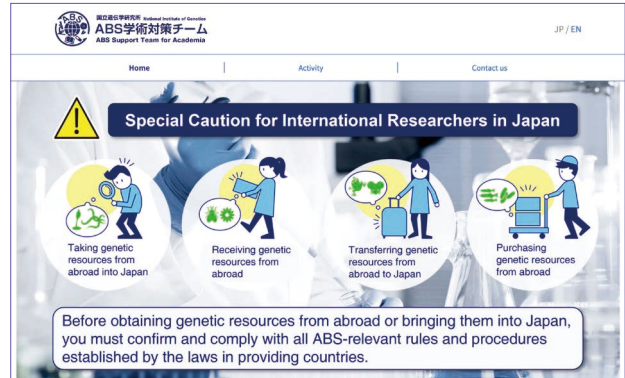 国立遺伝学研究所 National Institute of Genetics
ABS学術対策チーム
ABS Support Team for Academia
JP / EN
Home
Activity
Contact us
Special Caution for International Researchers in Japan
Taking genetic
resources from
abroad into Japan
Receiving genetic
resources from
abroad
Transferring genetic
resources from
abroad to Japan
Purchasing
genetic resources
from abroad
Before obtaining genetic resources from abroad or bringing them into Japan,
you must confirm and comply with all ABS-relevant rules and procedures
established by the laws in providing countries.